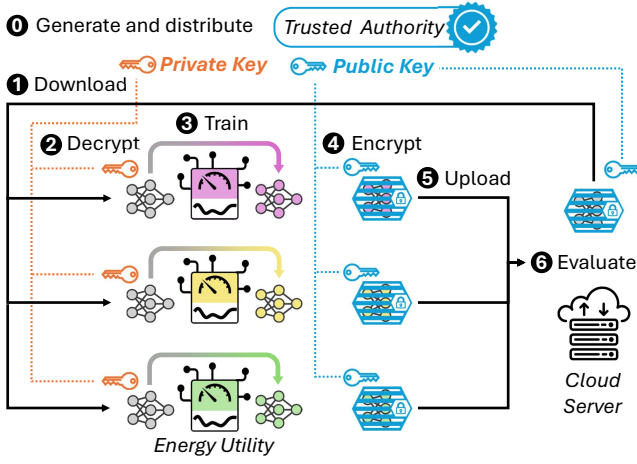 0 Generate and distribute
Trusted Authority
Private Key
Public Key
1 Download
2 Decrypt
3 Train
4 Encrypt
5 Upload
6 Evaluate
Cloud
Server
Energy Utility